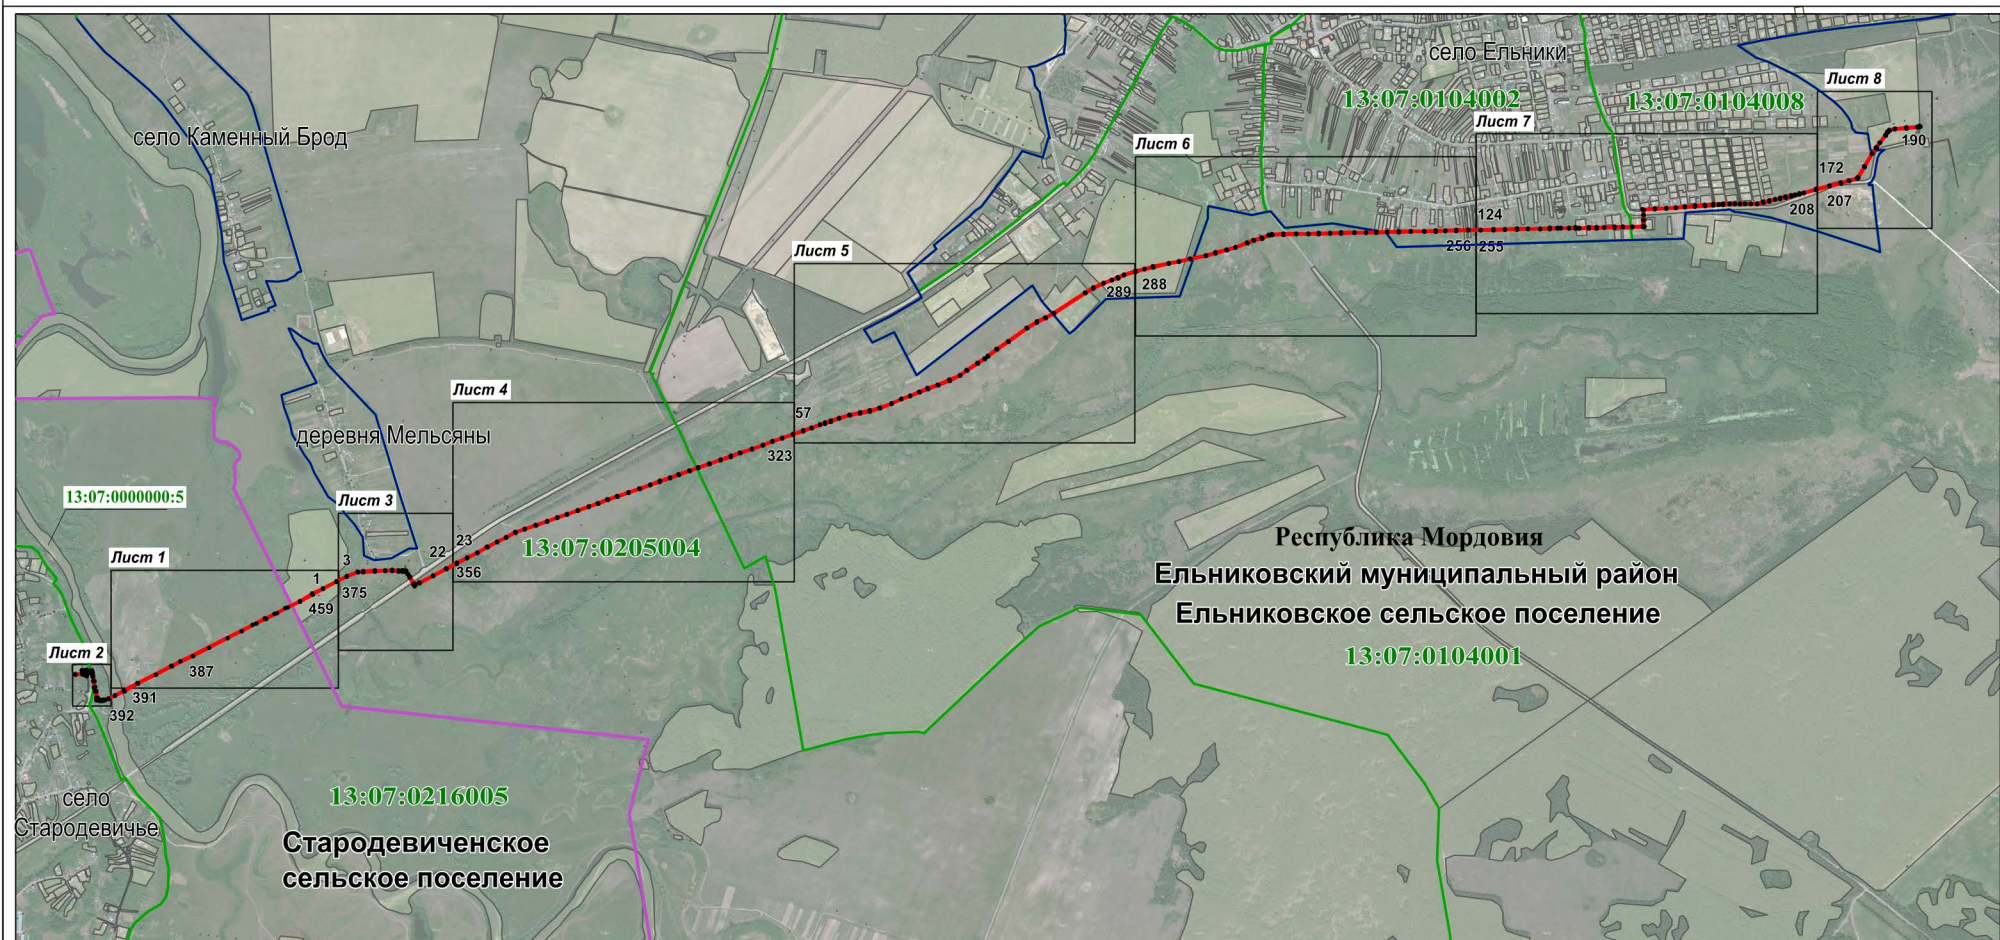 село Ельники
Лист 8
13:07:0104002
13:07:0104008
Лист 7
село Каменный Брод
Лист 6
190
172
124
207
208
256
255
Лист 5
289
288
Лист 4
57
323
деревня Мельсяны
13:07:0000000:5
Лист 3
23
22
356
13:07:0205004
Республика Мордовия
Ельниковский муниципальный район
Ельниковское сельское поселение
13:07:0104001
Лист 1
3
1
375
459
387
Лист 2
391
392
13:07:0216005
село
Стародевичье
Стародевиченское
сельское поселение